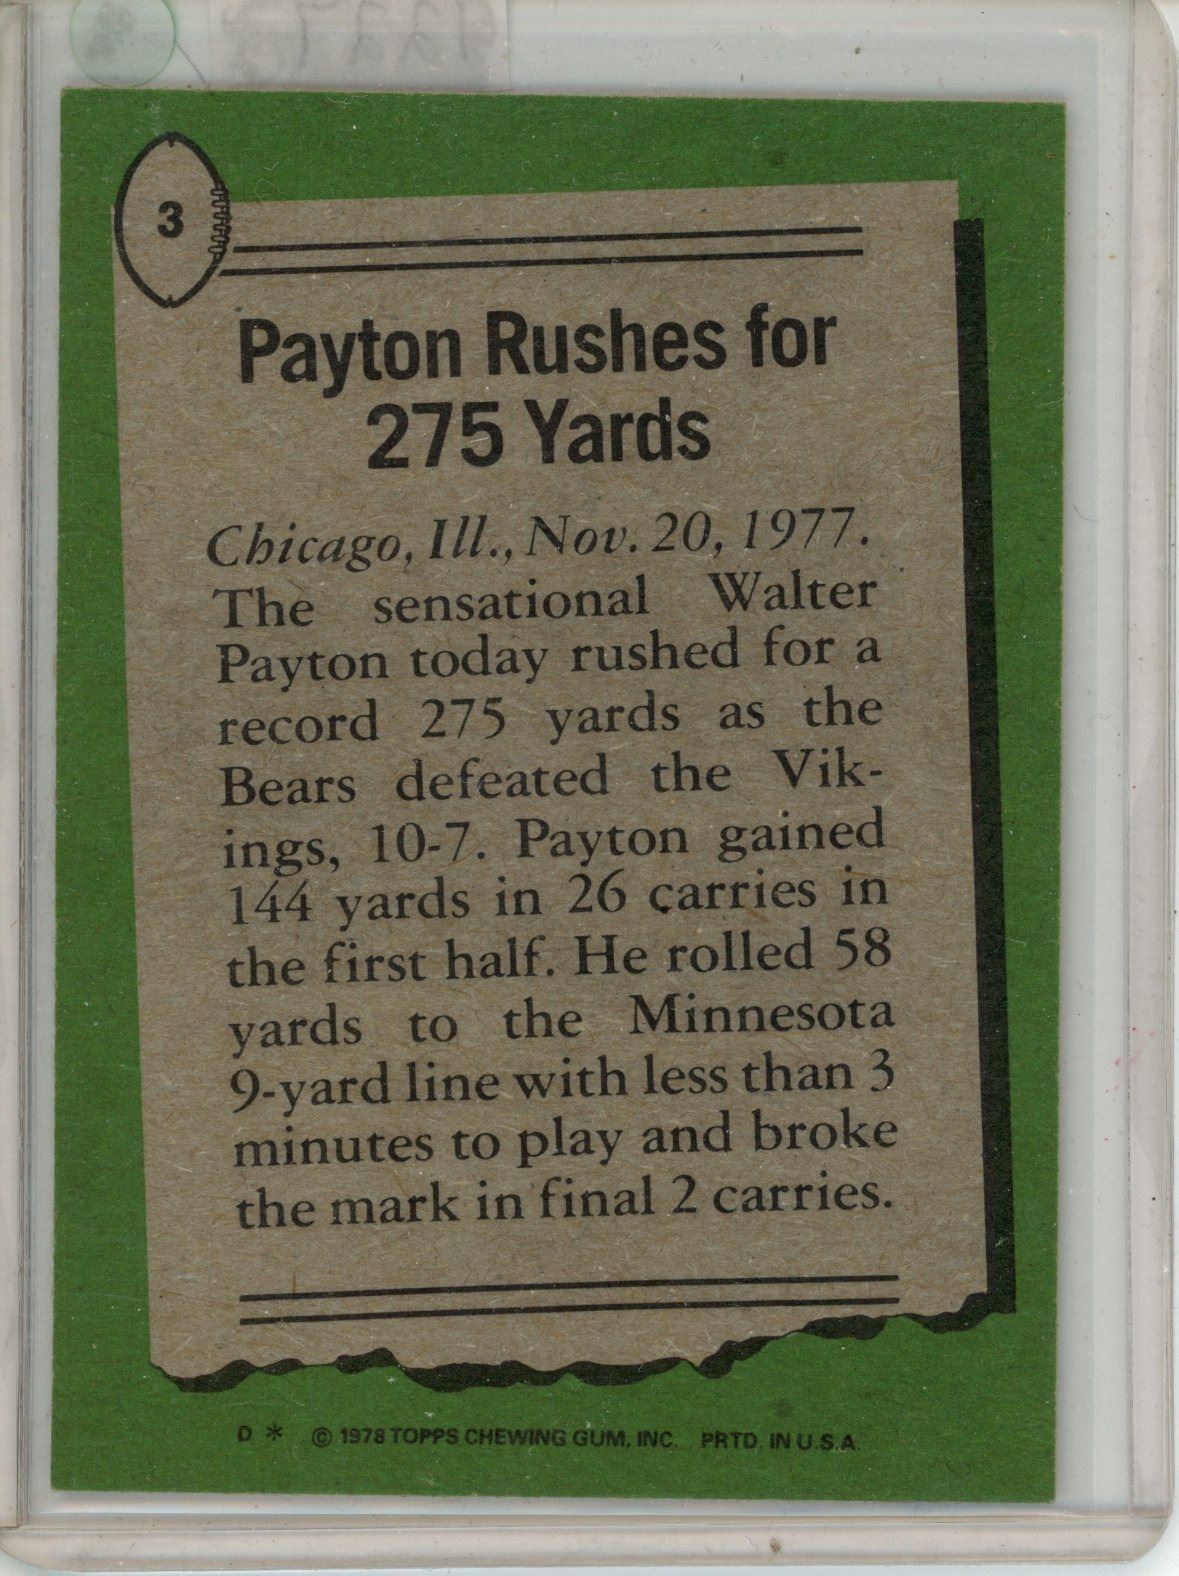 3
Payton Rushes for
275 Yards
Chicago, Ill., Nov. 20, 1977.
The sensational Walter
Payton today rushed for a
record 275 yards as the
Bears defeated the Vik-
ings, 10-7. Payton gained
144 yards in 26 carries in
the first half. He rolled 58
yards to the Minnesota
9-yard line with less than 3
minutes to play and broke
the mark in final 2 carries.
D * © 1978 TOPPS CHEWING GUM, INC. PRTD. IN U.S.A.